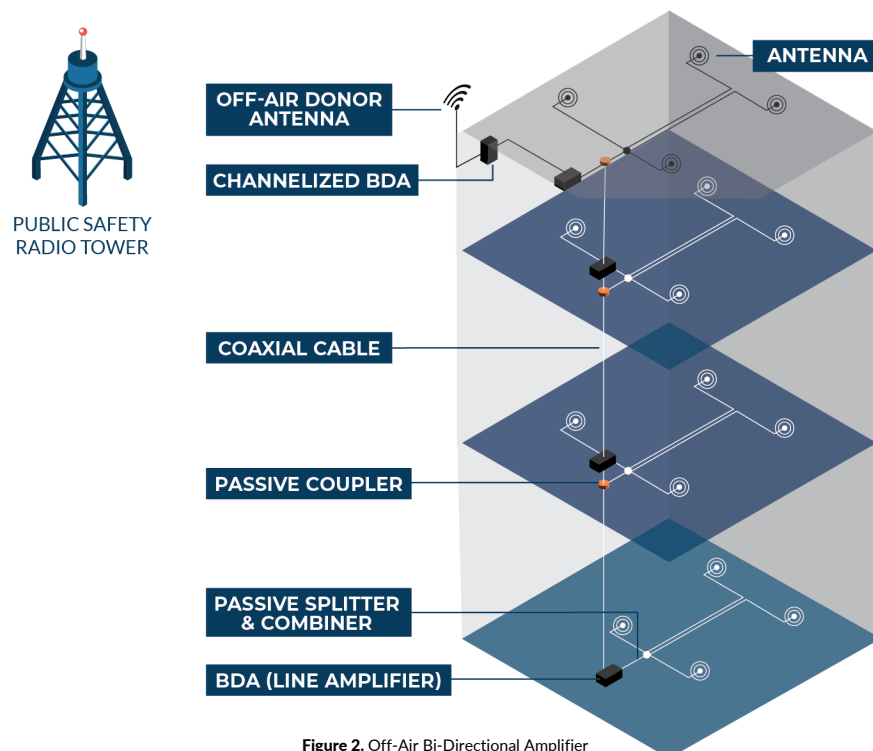 ANTENNA
OFF-AIR DONOR
ANTENNA
CHANNELIZED BDA
PUBLIC SAFETY
RADIO TOWER
COAXIAL CABLE
PASSIVE COUPLER
PASSIVE SPLITTER
& COMBINER
BDA (LINE AMPLIFIER)
Figure 2. Off-Air Bi-Directional Amplifier